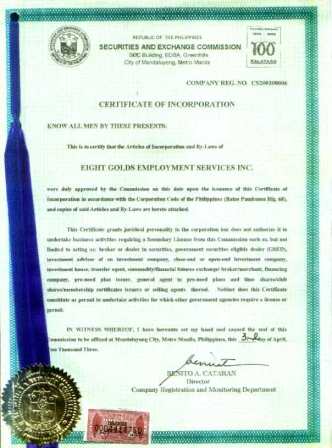 REPUBLIC OF THE PHILIPPINES
SECURITIES AND EXCHANGE COMMISSION
SEC Building, EDSA, Greenhills
City of Mandaluyong, Metro Manila
100
COMPANY REG. NO.
CERTIFICATE OF INCORPORATION
KNOW ALL MEN BY THESE PRESENTS:
This is to certify that the Articles of Incorporation and By-Laws of
EIGHT GOLDS EMPLOYMENT SERVICES INC.
were duly approved by the Commission on this date upon the issuance of this Certificate of
Incorporation in accordance with the Corporation Code of the Philippines (Batas Pambansa Blg. 68),
and copies of said Articles and By-Laws are hereto attached.
This Certificate grants juridical personality to the corporation but does not authorize it to
undertake business activities requiring a Secondary License from this Commission such as, but not
limited to acting as: broker or dealer in securities, government securities eligible dealer (GSED),
investment adviser of an investment company, close-end or open-end investment company,
investment house, transfer agent, commodity/financial futures exchange/broker/merchant, financing
company, pre-need plan issuer, general agent in pre-need plans and time shares/club
shares/membership certificates issuers or selling agents thereof. Neither does this Certificate
constitute as permit to undertake activities for which other government agencies require a license or
permit.
IN WITNESS WHEREOF, I have hereunto set my hand and caused the seal of this
Commission to be affixed at Mandaluyong City, Metro Manila, Philippines, this day of April,
Two Thousand Three.
BENITO A. CATARAN
Director
Company Registration and Monitoring Department